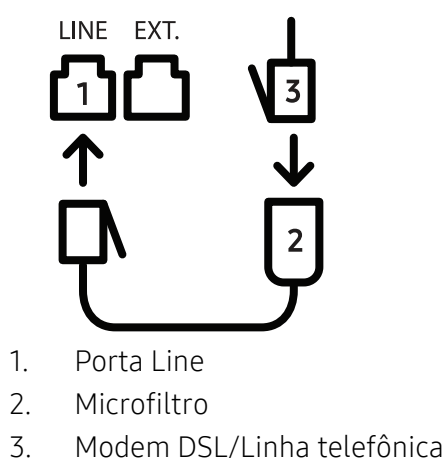 LINE EXT.
1
3
2
1. Porta Line
2. Microfiltro
3. Modem DSL/Linha telefônica